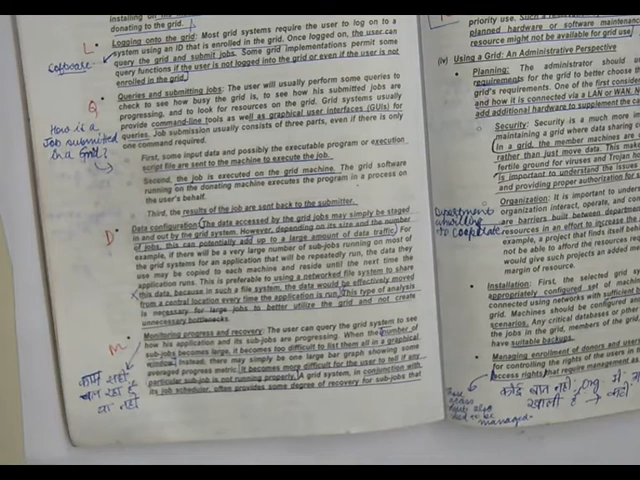 installing on
donating to the grid.
L
• Logging onto the grid: Most grid systems require the user to log on to a
system using an ID that is enrolled in the grid. Once logged on, the user can
query the grid and submit jobs. Some grid implementations permit some
query functions if the user is not logged into the grid or even if the user is not
enrolled in the grid.
Software
Q
• Queries and submitting jobs: The user will usually perform some queries to
check to see how busy the grid is, to see how his submitted jobs are
progressing, and to look for resources on the grid. Grid systems usually
provide command-line tools as well as graphical user interfaces (GUIs) for
queries. Job submission usually consists of three parts, even if there is only
one command required.
How is a
Job submitted
in a Grid?
First, some input data and possibly the executable program or execution
script file are sent to the machine to execute the job.
Second, the job is executed on the grid machine. The grid software
running on the donating machine executes the program in a process on
the user's behalf.
Third, the results of the job are sent back to the submitter.
D
• Data configuration: The data accessed by the grid jobs may simply be staged
in and out by the grid system. However, depending on its size and the number
of jobs, this can potentially add up to a large amount of data traffic. For
example, if there will be a very large number of sub-jobs running on most of
the grid systems for an application that will be repeatedly run, the data they
use may be copied to each machine and reside until the next time the
application runs. This is preferable to using a networked file system to share
this data, because in such a file system, the data would be effectively moved
from a central location every time the application is run. This type of analysis
is necessary for large jobs to better utilize the grid and not create
unnecessary bottlenecks.
M
• Monitoring progress and recovery: The user can query the grid system to see
how his application and its sub-jobs are progressing. When the number of
sub-jobs becomes large, it becomes too difficult to list them all in a graphical
window. Instead, there may simply be one large bar graph showing some
averaged progress metric. It becomes more difficult for the user to tell if any
particular sub-job is not running properly. A grid system, in conjunction with
its job scheduler, often provides some degree of recovery for sub-jobs that
काम सही
चल रहा है
या नहीं
priority use. Such a
planned hardware or software maintenance
resource might not be available for grid use
(iv) Using a Grid: An Administrative Perspective
• Planning: The administrator should
requirements for the grid to better choose
grid's requirements. One of the first
and how it is connected via a LAN or WAN.
add additional hardware to supplement the
• Security: Security is a much more
maintaining a grid where data sharing
In a grid, the member machines are
rather than just move data. This makes
fertile ground for viruses and Trojan
is important to understand the issues
and providing proper authorization for
• Organization: It is important to
organization interact, operate, and
are barriers built between
resources in an effort to increase the
example, a project that finds itself
not be able to afford the resources
would give such projects an added
margin of resource.
Department
to cooperate
• Installation: First, the selected grid
appropriately configured set of
connected using networks with sufficient
grid. Machines should be configured
scenarios. Any critical databases or other
the jobs in the grid, members of the grid
have suitable backups.
• Managing enrollment of donors and users
for controlling the rights of the users
access rights that require management
managed
कोई बात नहीं
खाली है